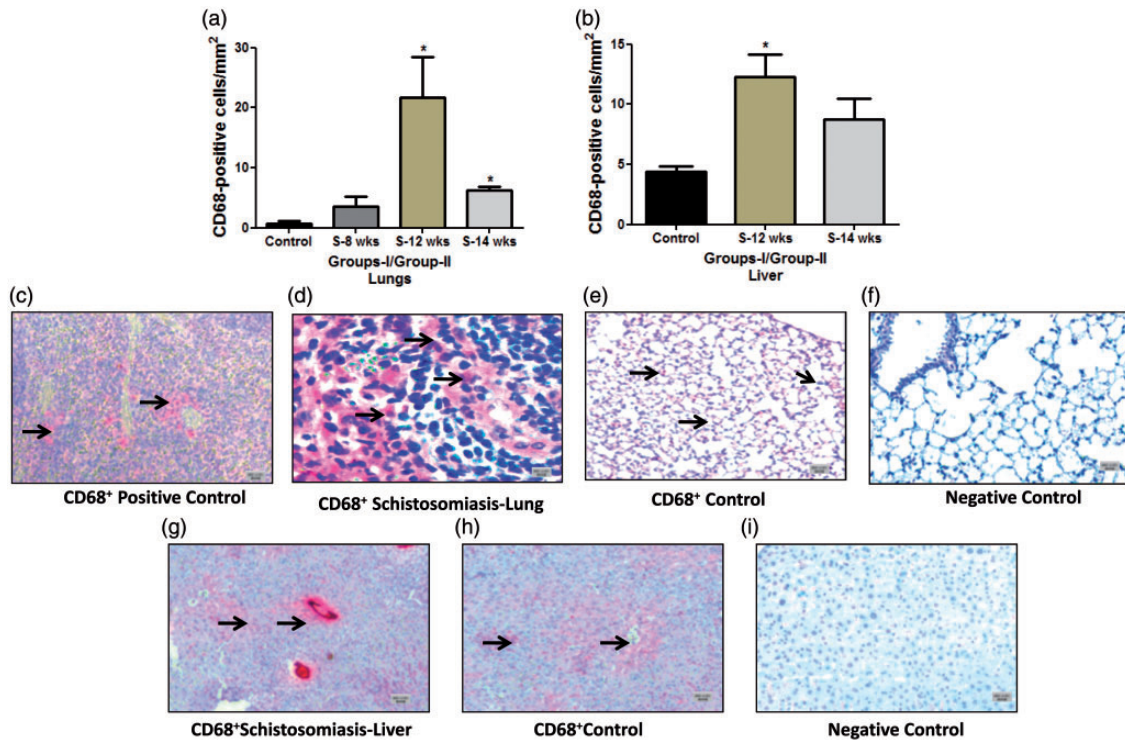 (a)
CD68-positive cells/mm²
30
20
10
0
*
*
Control S-8 wks S-12 wks S-14 wks
Groups-I/Group-II
Lungs
(b)
CD68-positive cells/mm²
15
10
5
0
*
Control S-12 wks S-14 wks
Groups-I/Group-II
Liver
(c)
CD68⁺ Positive Control
(d)
CD68⁺ Schistosomiasis-Lung
(e)
CD68⁺ Control
(f)
Negative Control
(g)
CD68⁺Schistosomiasis-Liver
(h)
CD68⁺Control
(i)
Negative Control